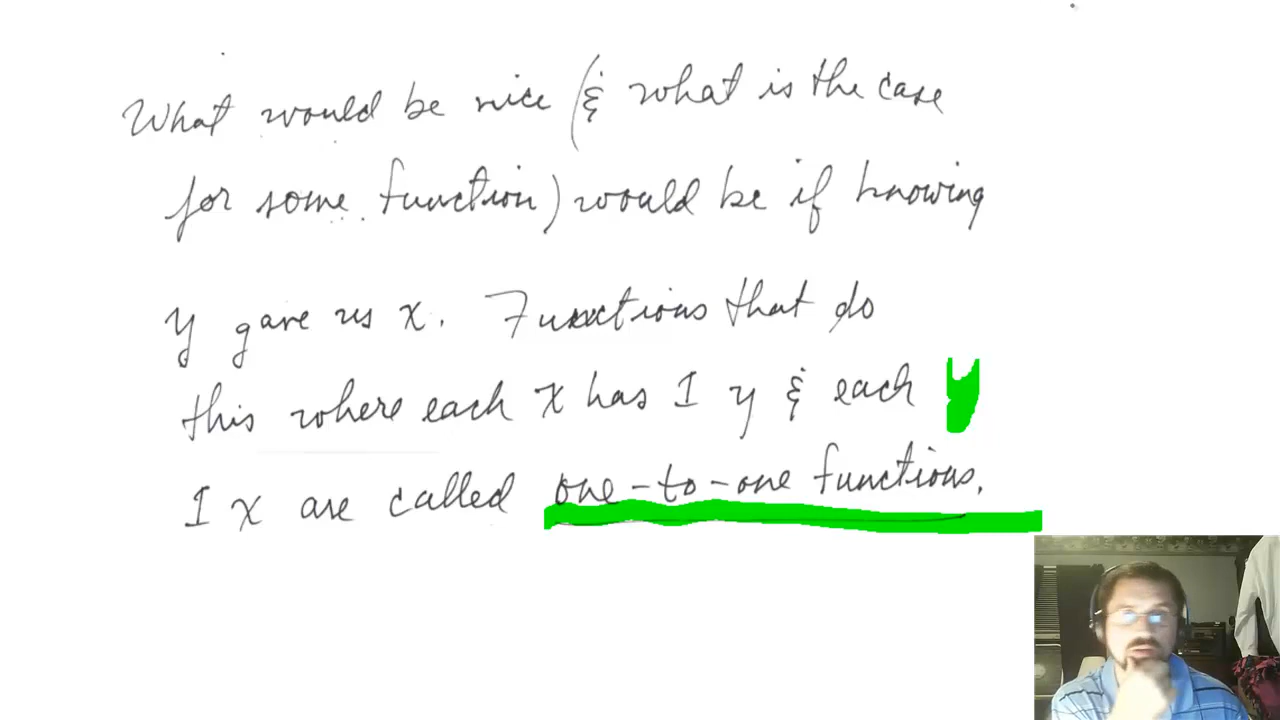 What would be nice (& what is the case
for some function) would be if knowing
y gave us x. Functions that do
this where each x has 1 y & each y
1 x are called one-to-one functions.